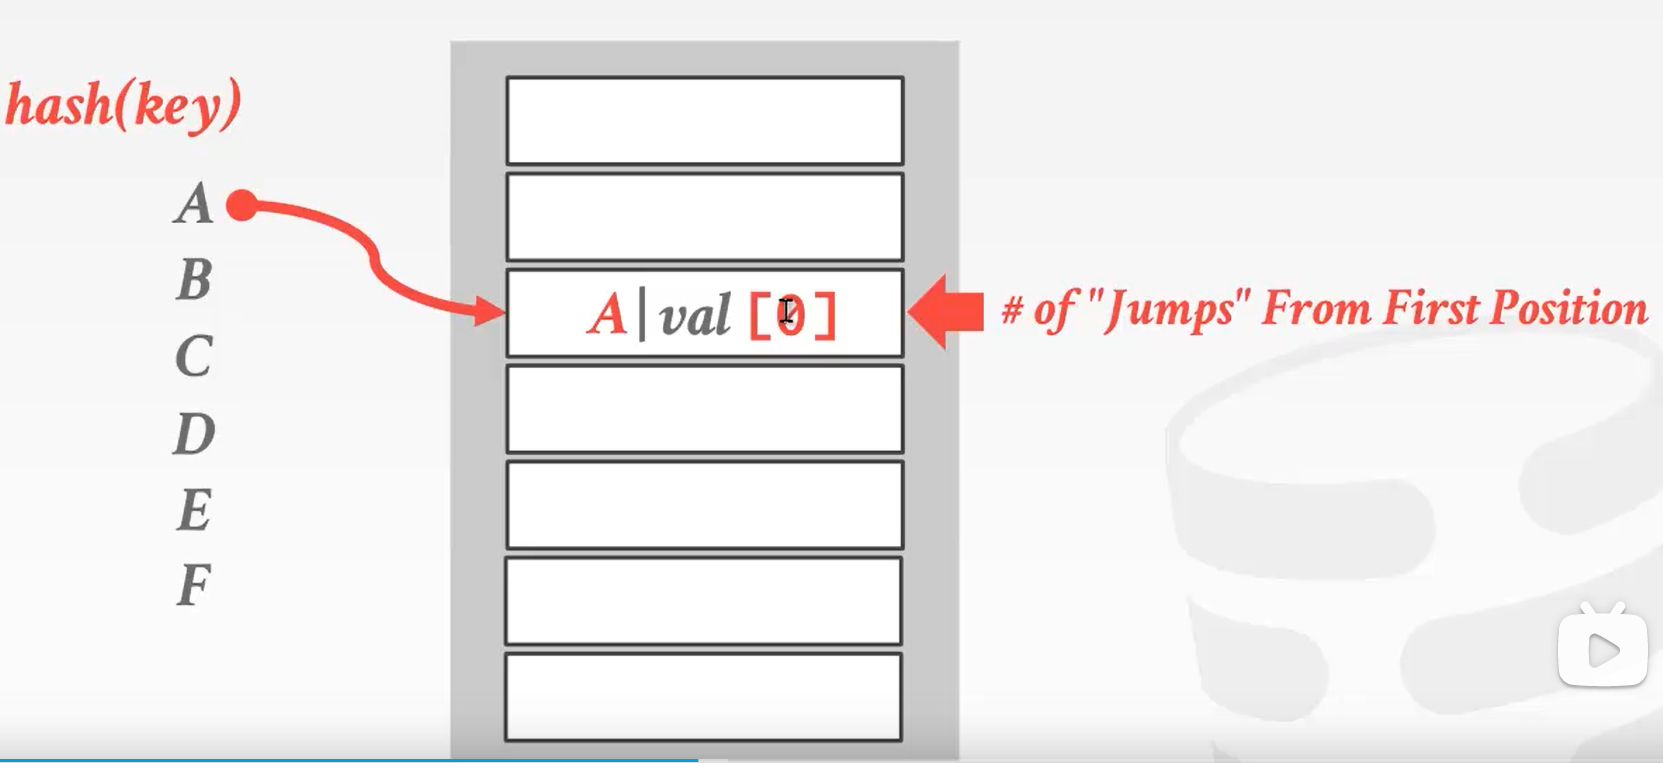 hash(key)
A
B
C
D
E
F
A|val [0]
# of "Jumps" From First Position